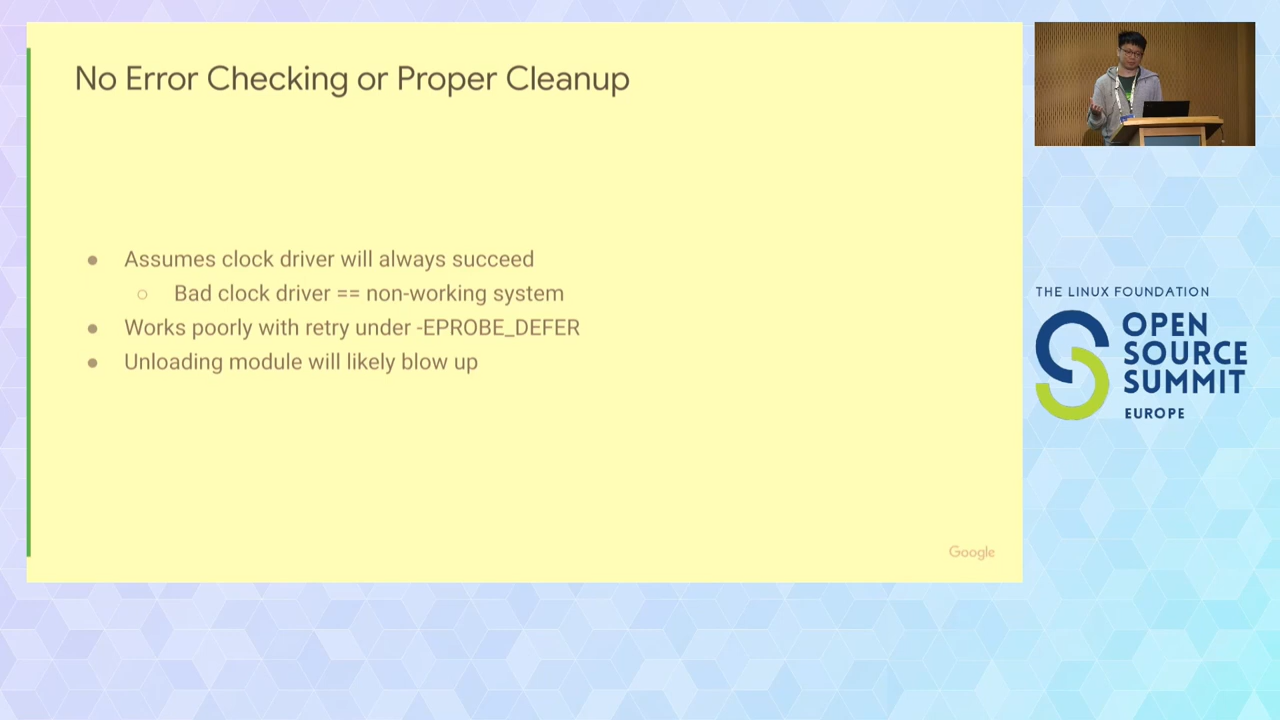 No Error Checking or Proper Cleanup
● Assumes clock driver will always succeed
○ Bad clock driver == non-working system
● Works poorly with retry under -EPROBE_DEFER
● Unloading module will likely blow up
Google
THE LINUX FOUNDATION
OPEN
SOURCE
SUMMIT
EUROPE